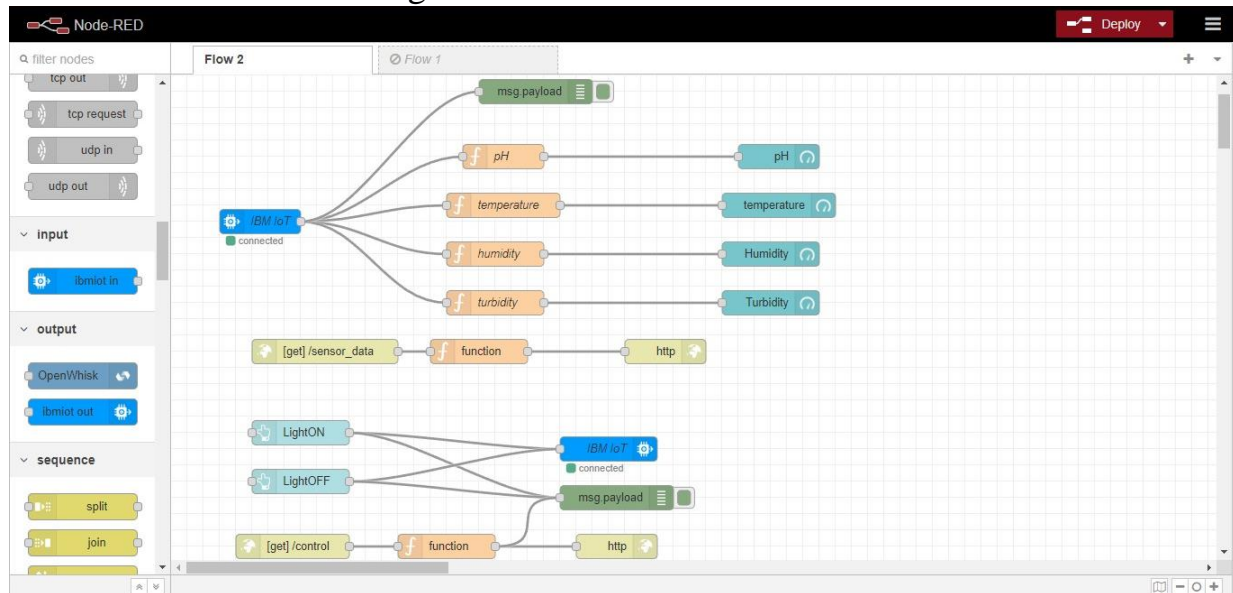 Node-RED
Deploy
filter nodes
Flow 2
Flow 1
tcp out
tcp request
udp in
udp out
input
ibmiot in
output
OpenWhisk
ibmiot out
sequence
split
join
msg.payload
pH
pH
IBM IoT
connected
temperature
temperature
humidity
Humidity
turbidity
Turbidity
[get] /sensor_data
function
http
LightON
IBM IoT
connected
LightOFF
msg.payload
[get] /control
function
http